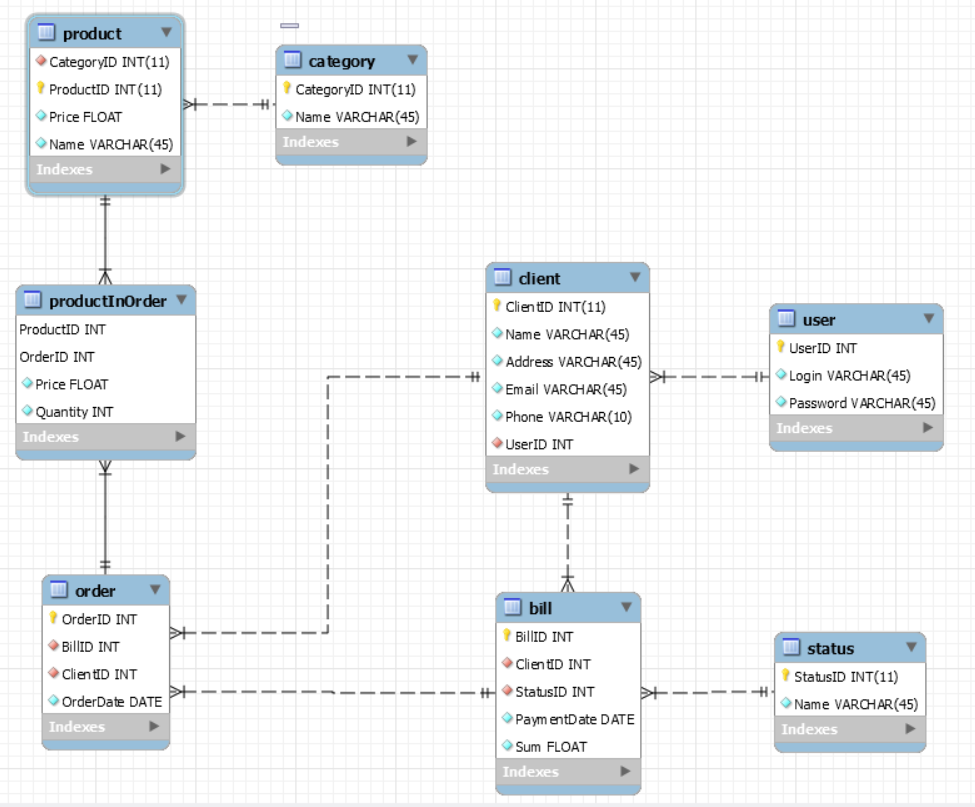 product
CategoryID INT(11)
ProductID INT(11)
Price FLOAT
Name VARCHAR(45)
Indexes
category
CategoryID INT(11)
Name VARCHAR(45)
Indexes
productInOrder
ProductID INT
OrderID INT
Price FLOAT
Quantity INT
Indexes
client
ClientID INT(11)
Name VARCHAR(45)
Address VARCHAR(45)
Email VARCHAR(45)
Phone VARCHAR(10)
UserID INT
Indexes
user
UserID INT
Login VARCHAR(45)
Password VARCHAR(45)
Indexes
order
OrderID INT
BillID INT
ClientID INT
OrderDate DATE
Indexes
bill
BillID INT
ClientID INT
StatusID INT
PaymentDate DATE
Sum FLOAT
Indexes
status
StatusID INT(11)
Name VARCHAR(45)
Indexes